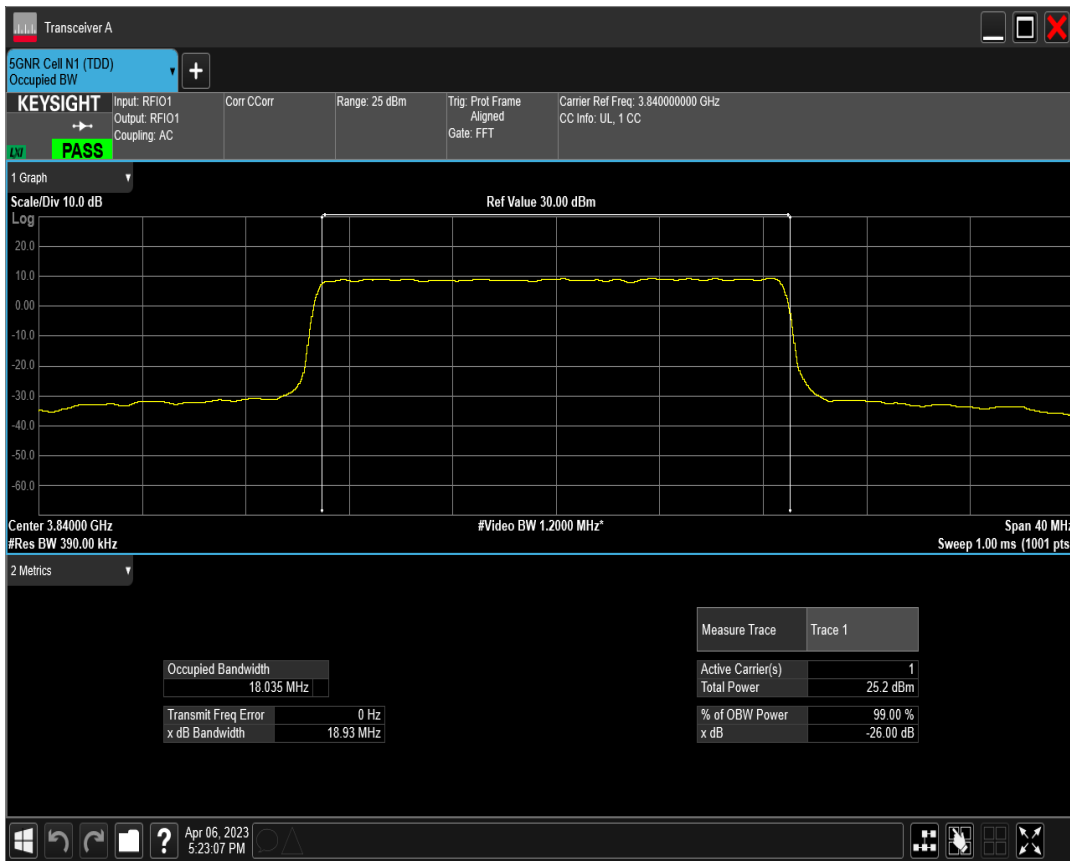 Transceiver A
5GNR Cell N1 (TDD)
Occupied BW
+
KEYSIGHT
LXI
PASS
Input: RFIO1
Output: RFIO1
Coupling: AC
Corr CCorr
Range: 25 dBm
Trig: Prot Frame
Aligned
Gate: FFT
Carrier Ref Freq: 3.840000000 GHz
CC Info: UL, 1 CC
1 Graph
Scale/Div 10.0 dB
Ref Value 30.00 dBm
Log
20.0
10.0
0.00
-10.0
-20.0
-30.0
-40.0
-50.0
-60.0
Center 3.84000 GHz
#Video BW 1.2000 MHz*
Span 40 MHz
#Res BW 390.00 kHz
Sweep 1.00 ms (1001 pts
2 Metrics
Measure Trace Trace 1
Occupied Bandwidth
18.035 MHz
Active Carrier(s) 1
Total Power 25.2 dBm
Transmit Freq Error 0 Hz
x dB Bandwidth 18.93 MHz
% of OBW Power 99.00 %
x dB -26.00 dB
?
Apr 06, 2023
5:23:07 PM